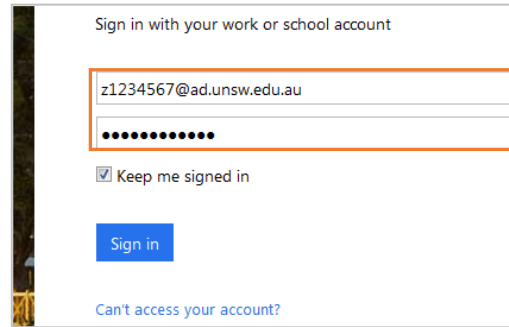 Sign in with your work or school account
z1234567@ad.unsw.edu.au
●●●●●●●●●●●●
Keep me signed in
Sign in
Can't access your account?